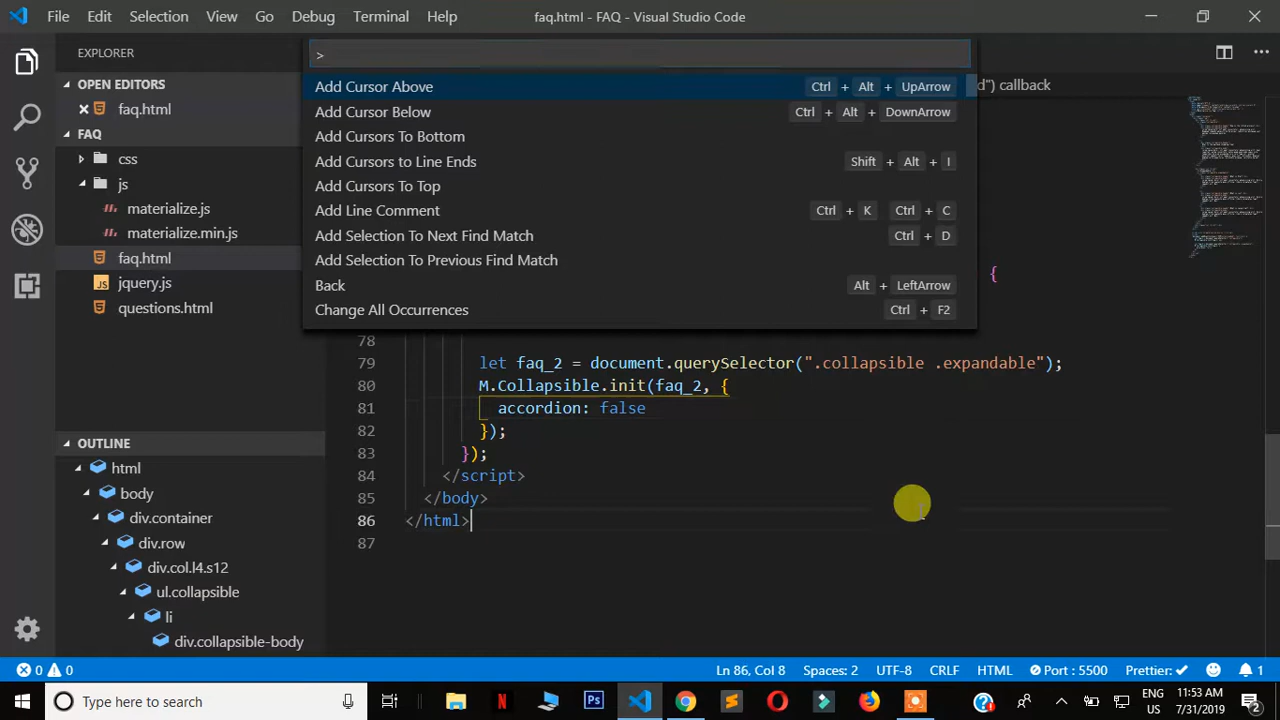 File Edit Selection View Go Debug Terminal Help
faq.html - FAQ - Visual Studio Code
EXPLORER
OPEN EDITORS
faq.html
FAQ
css
js
materialize.js
materialize.min.js
faq.html
jquery.js
questions.html
OUTLINE
html
body
div.container
div.row
div.col.l4.s12
ul.collapsible
li
div.collapsible-body
>
Add Cursor Above Ctrl + Alt + UpArrow
Add Cursor Below Ctrl + Alt + DownArrow
Add Cursors To Bottom
Add Cursors to Line Ends Shift + Alt + I
Add Cursors To Top
Add Line Comment Ctrl + K Ctrl + C
Add Selection To Next Find Match Ctrl + D
Add Selection To Previous Find Match
Back Alt + LeftArrow
Change All Occurrences Ctrl + F2
d") callback
{
78
79 let faq_2 = document.querySelector(".collapsible .expandable");
80 M.Collapsible.init(faq_2, {
81 accordion: false
82 });
83 });
84 </script>
85 </body>
86 </html>
87
0 0 Ln 86, Col 8 Spaces: 2 UTF-8 CRLF HTML Port : 5500 Prettier: ✓ 1
Type here to search
Ps
ENG
US
11:53 AM
7/31/2019
2